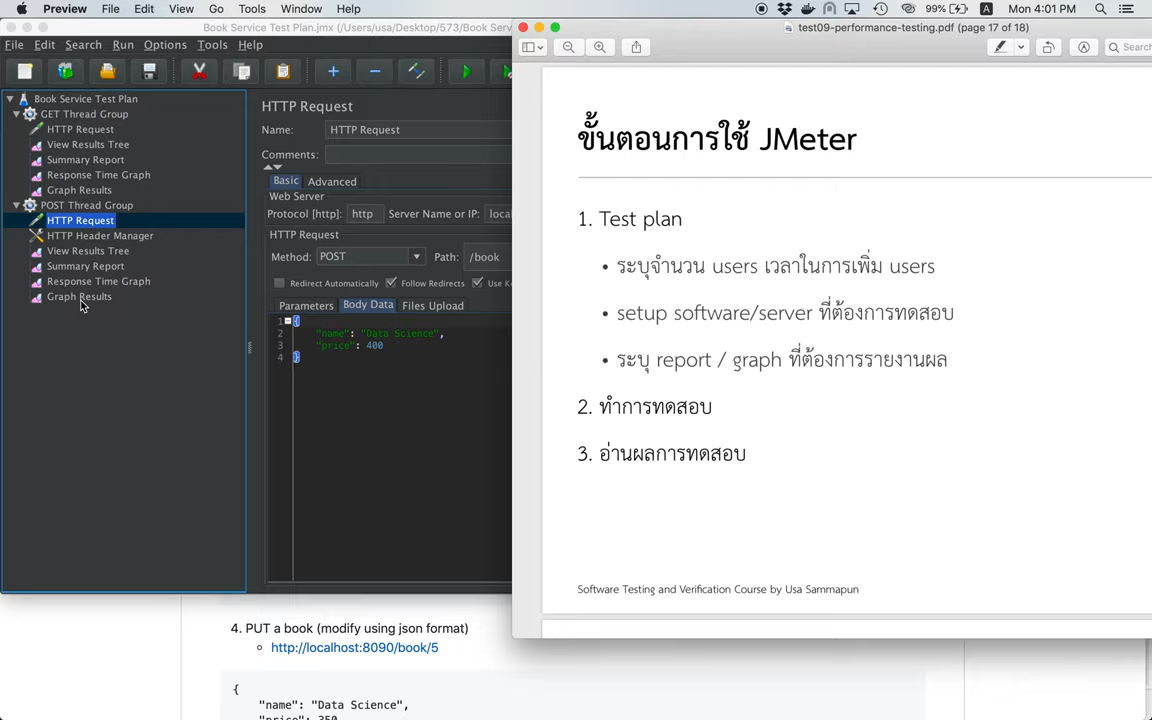 Preview File Edit View Go Tools Window Help 99% A Mon 4:01 PM
Book Service Test Plan.jmx (/Users/usa/Desktop/573/Book Serv
File Edit Search Run Options Tools Help
Book Service Test Plan
GET Thread Group
HTTP Request
View Results Tree
Summary Report
Response Time Graph
Graph Results
POST Thread Group
HTTP Request
HTTP Header Manager
View Results Tree
Summary Report
Response Time Graph
Graph Results
HTTP Request
Name: HTTP Request
Comments:
Basic Advanced
Web Server
Protocol [http]: http Server Name or IP: local
HTTP Request
Method: POST Path: /book
Redirect Automatically Follow Redirects Use K
Parameters Body Data Files Upload
1 {
2 "name": "Data Science",
3 "price": 400
4 }
test09-performance-testing.pdf (page 17 of 18)
Search
ขั้นตอนการใช้ JMeter
1. Test plan
• ระบุจำนวน users เวลาในการเพิ่ม users
• setup software/server ที่ต้องการทดสอบ
• ระบุ report / graph ที่ต้องการรายงานผล
2. ทำการทดสอบ
3. อ่านผลการทดสอบ
Software Testing and Verification Course by Usa Sammapun
4. PUT a book (modify using json format)
http://localhost:8090/book/5
{
"name": "Data Science",
"price": 350